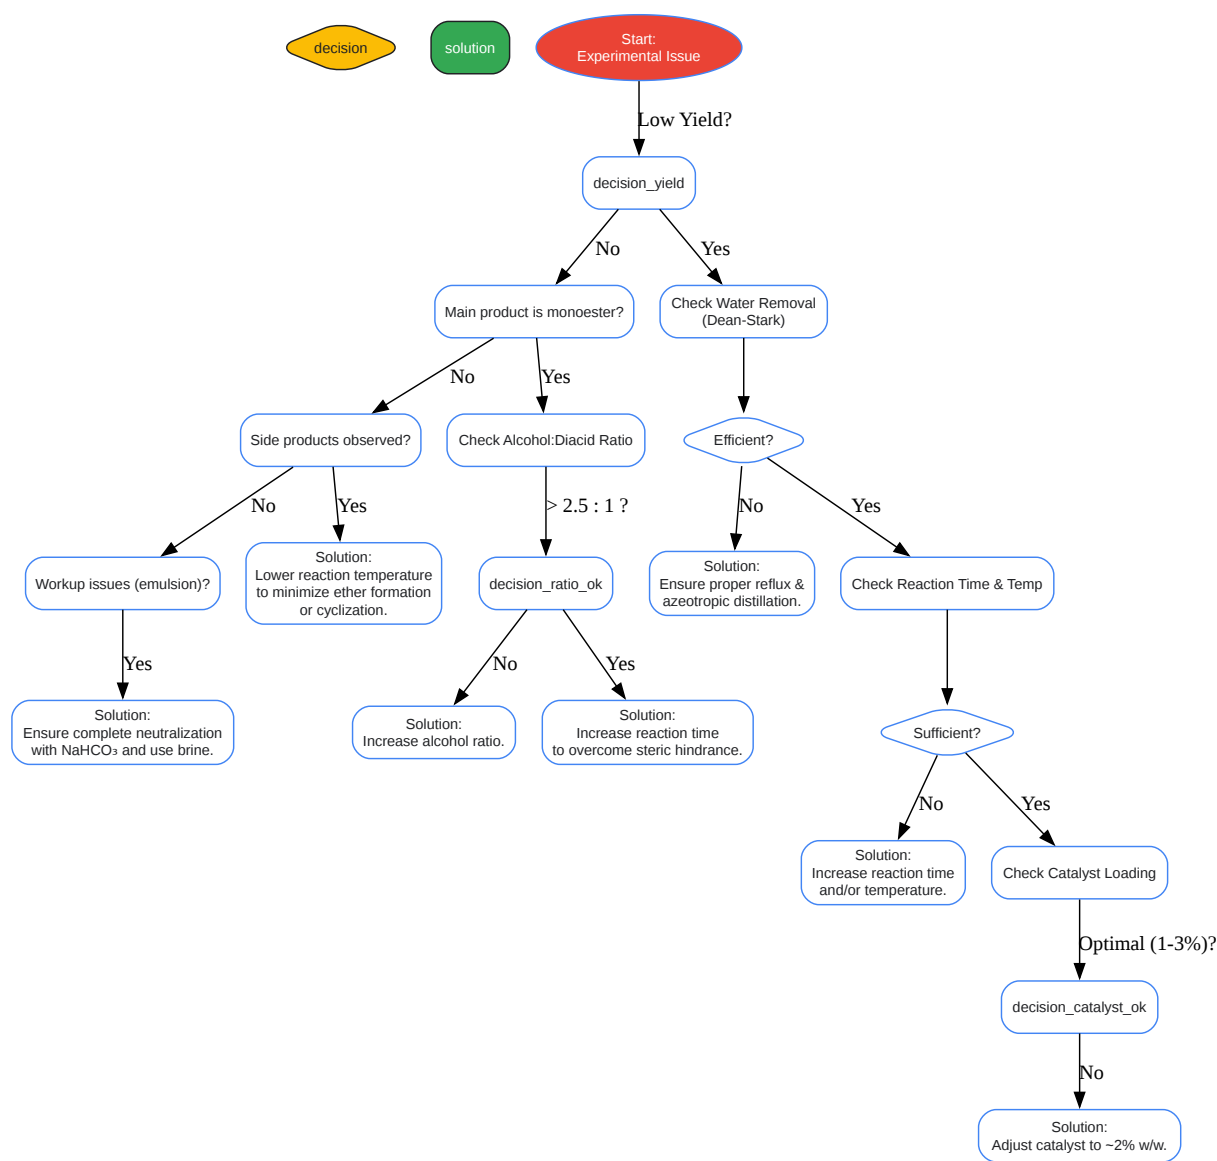 decision
solution
Start:
Experimental Issue
Low Yield?
decision_yield
No
Yes
Main product is monoester?
Check Water Removal
(Dean-Stark)
No
Yes
Side products observed?
Check Alcohol:Diacid Ratio
Efficient?
No
Yes
> 2.5 : 1 ?
No
Yes
Workup issues (emulsion)?
Solution:
Lower reaction temperature
to minimize ether formation
or cyclization.
decision_ratio_ok
Solution:
Ensure proper reflux &
azeotropic distillation.
Check Reaction Time & Temp
Yes
No
Yes
Solution:
Ensure complete neutralization
with NaHCO₃ and use brine.
Solution:
Increase alcohol ratio.
Solution:
Increase reaction time
to overcome steric hindrance.
Sufficient?
No
Yes
Solution:
Increase reaction time
and/or temperature.
Check Catalyst Loading
Optimal (1-3%)?
decision_catalyst_ok
No
Solution:
Adjust catalyst to ~2% w/w.